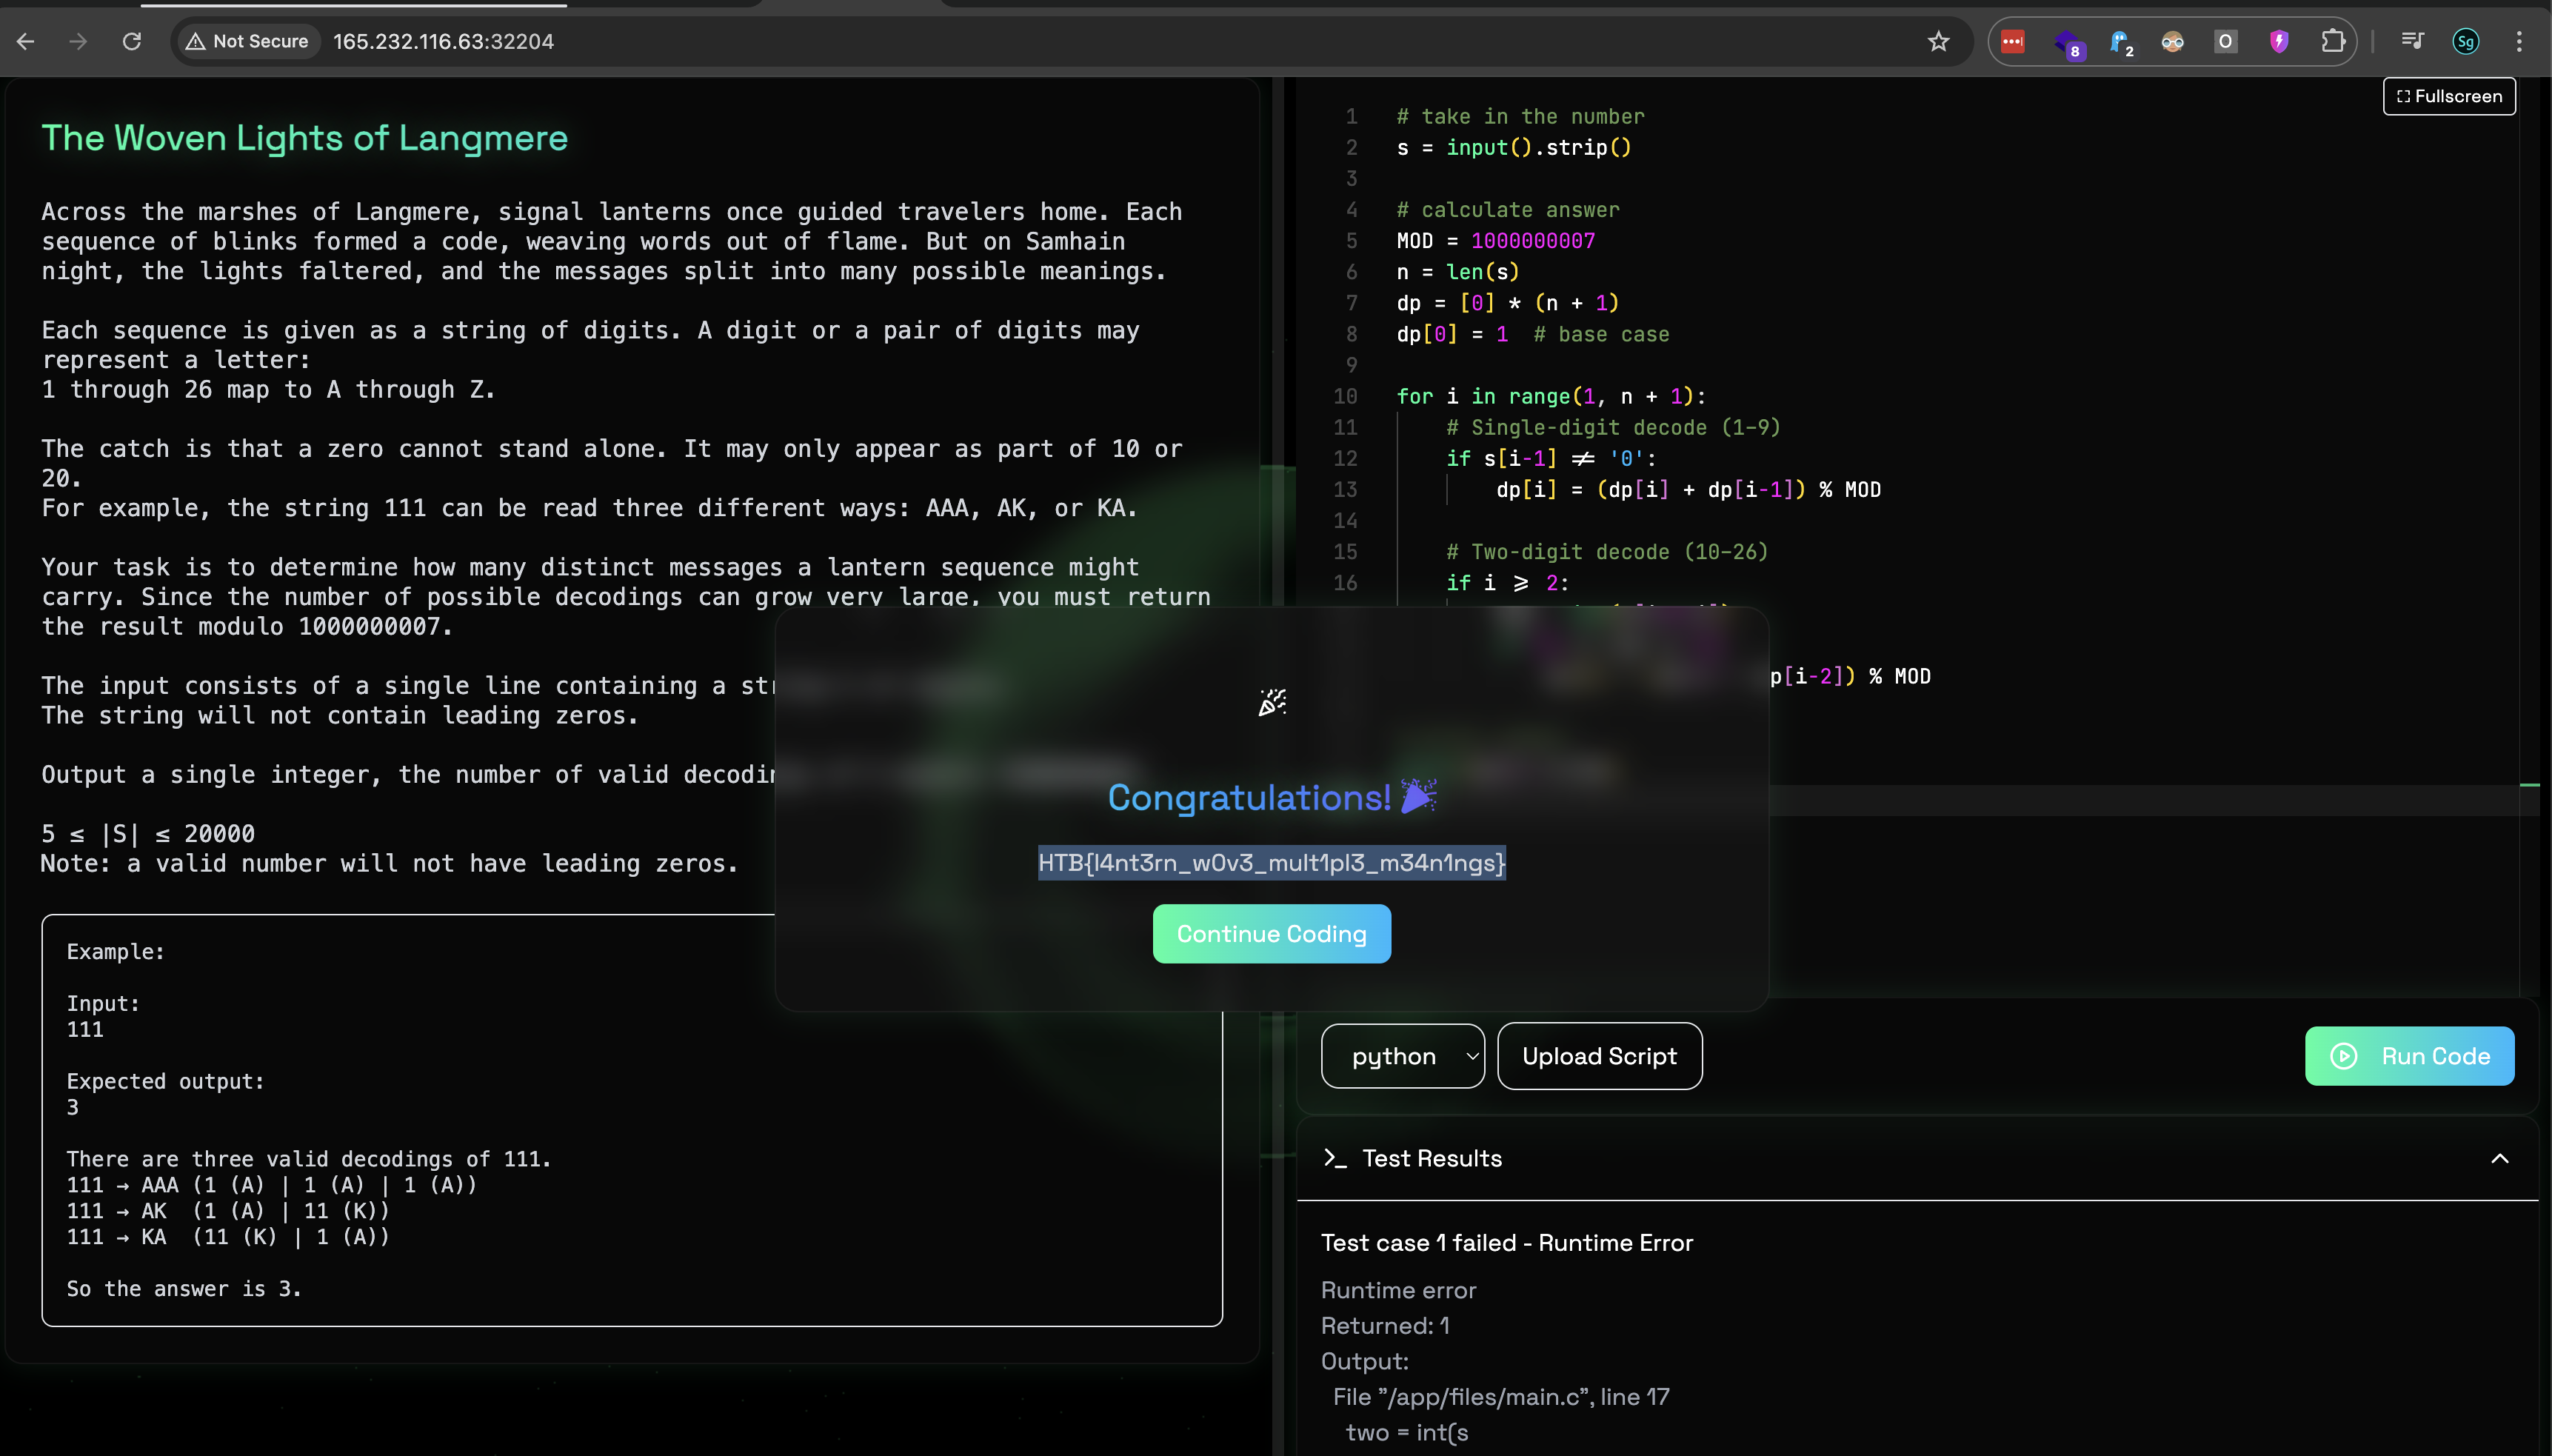 Not Secure 165.232.116.63:32204
8
2
O
Sg
The Woven Lights of Langmere
Across the marshes of Langmere, signal lanterns once guided travelers home. Each
sequence of blinks formed a code, weaving words out of flame. But on Samhain
night, the lights faltered, and the messages split into many possible meanings.
Each sequence is given as a string of digits. A digit or a pair of digits may
represent a letter:
1 through 26 map to A through Z.
The catch is that a zero cannot stand alone. It may only appear as part of 10 or
20.
For example, the string 111 can be read three different ways: AAA, AK, or KA.
Your task is to determine how many distinct messages a lantern sequence might
carry. Since the number of possible decodings can grow very large, you must return
the result modulo 1000000007.
The input consists of a single line containing a
The string will not contain leading zeros.
Output a single integer, the number of valid
5 ≤ |S| ≤ 20000
Note: a valid number will not have leading zeros.
Example:
Input:
111
Expected output:
3
There are three valid decodings of 111.
111 → AAA (1 (A) | 1 (A) | 1 (A))
111 → AK  (1 (A) | 11 (K))
111 → KA  (11 (K) | 1 (A))
So the answer is 3.
Fullscreen
1 # take in the number
2 s = input().strip()
3
4 # calculate answer
5 MOD = 1000000007
6 n = len(s)
7 dp = [0] * (n + 1)
8 dp[0] = 1  # base case
9
10 for i in range(1, n + 1):
11     # Single-digit decode (1–9)
12     if s[i-1] ≠ '0':
13         dp[i] = (dp[i] + dp[i-1]) % MOD
14
15     # Two-digit decode (10–26)
16     if i ⩾ 2:
p[i-2]) % MOD
Congratulations!
HTB{l4nt3rn_w0v3_mult1pl3_m34n1ngs}
Continue Coding
python
Upload Script
Run Code
Test Results
Test case 1 failed - Runtime Error
Runtime error
Returned: 1
Output:
File "/app/files/main.c", line 17
two = int(s